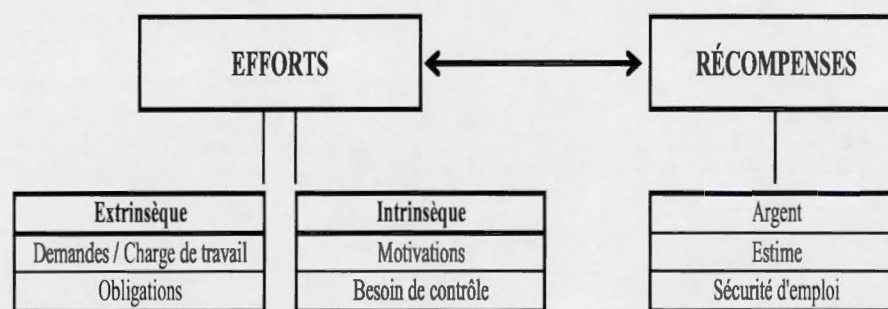 EFFORTS
RÉCOMPENSES
Extrinsèque
Demandes / Charge de travail
Obligations
Intrinsèque
Motivations
Besoin de contrôle
Argent
Estime
Sécurité d'emploi